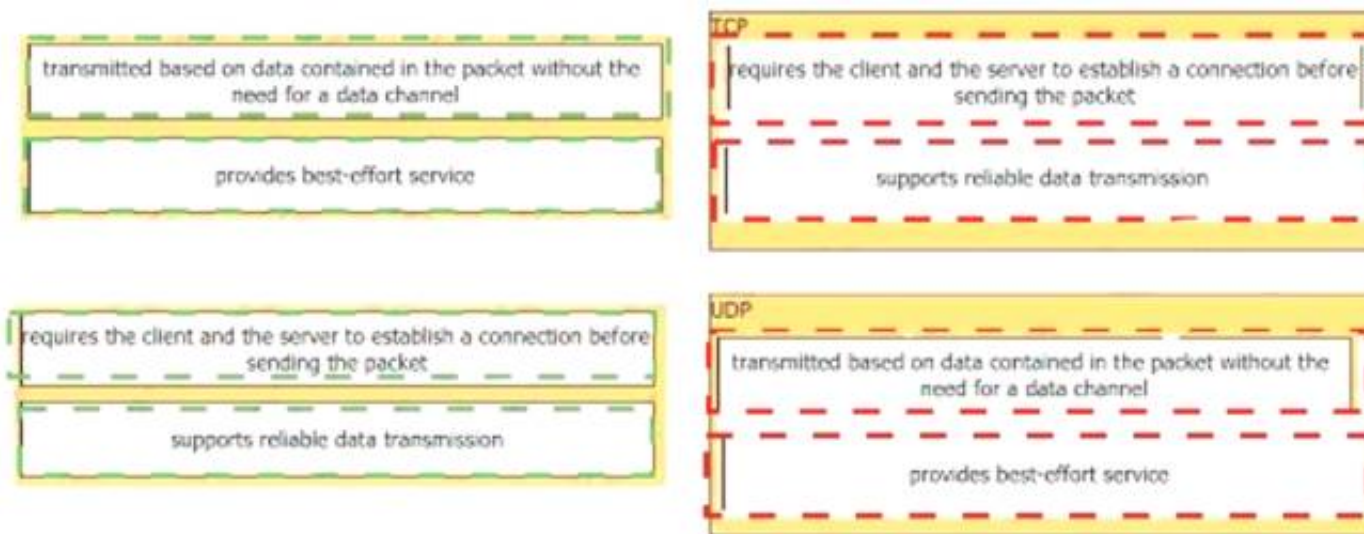 transmitted based on data contained in the packet without the
need for a data channel
provides best-effort service
requires the client and the server to establish a connection before
sending the packet
supports reliable data transmission
TCP
requires the client and the server to establish a connection before
sending the packet
supports reliable data transmission
UDP
transmitted based on data contained in the packet without the
need for a data channel
provides best-effort service